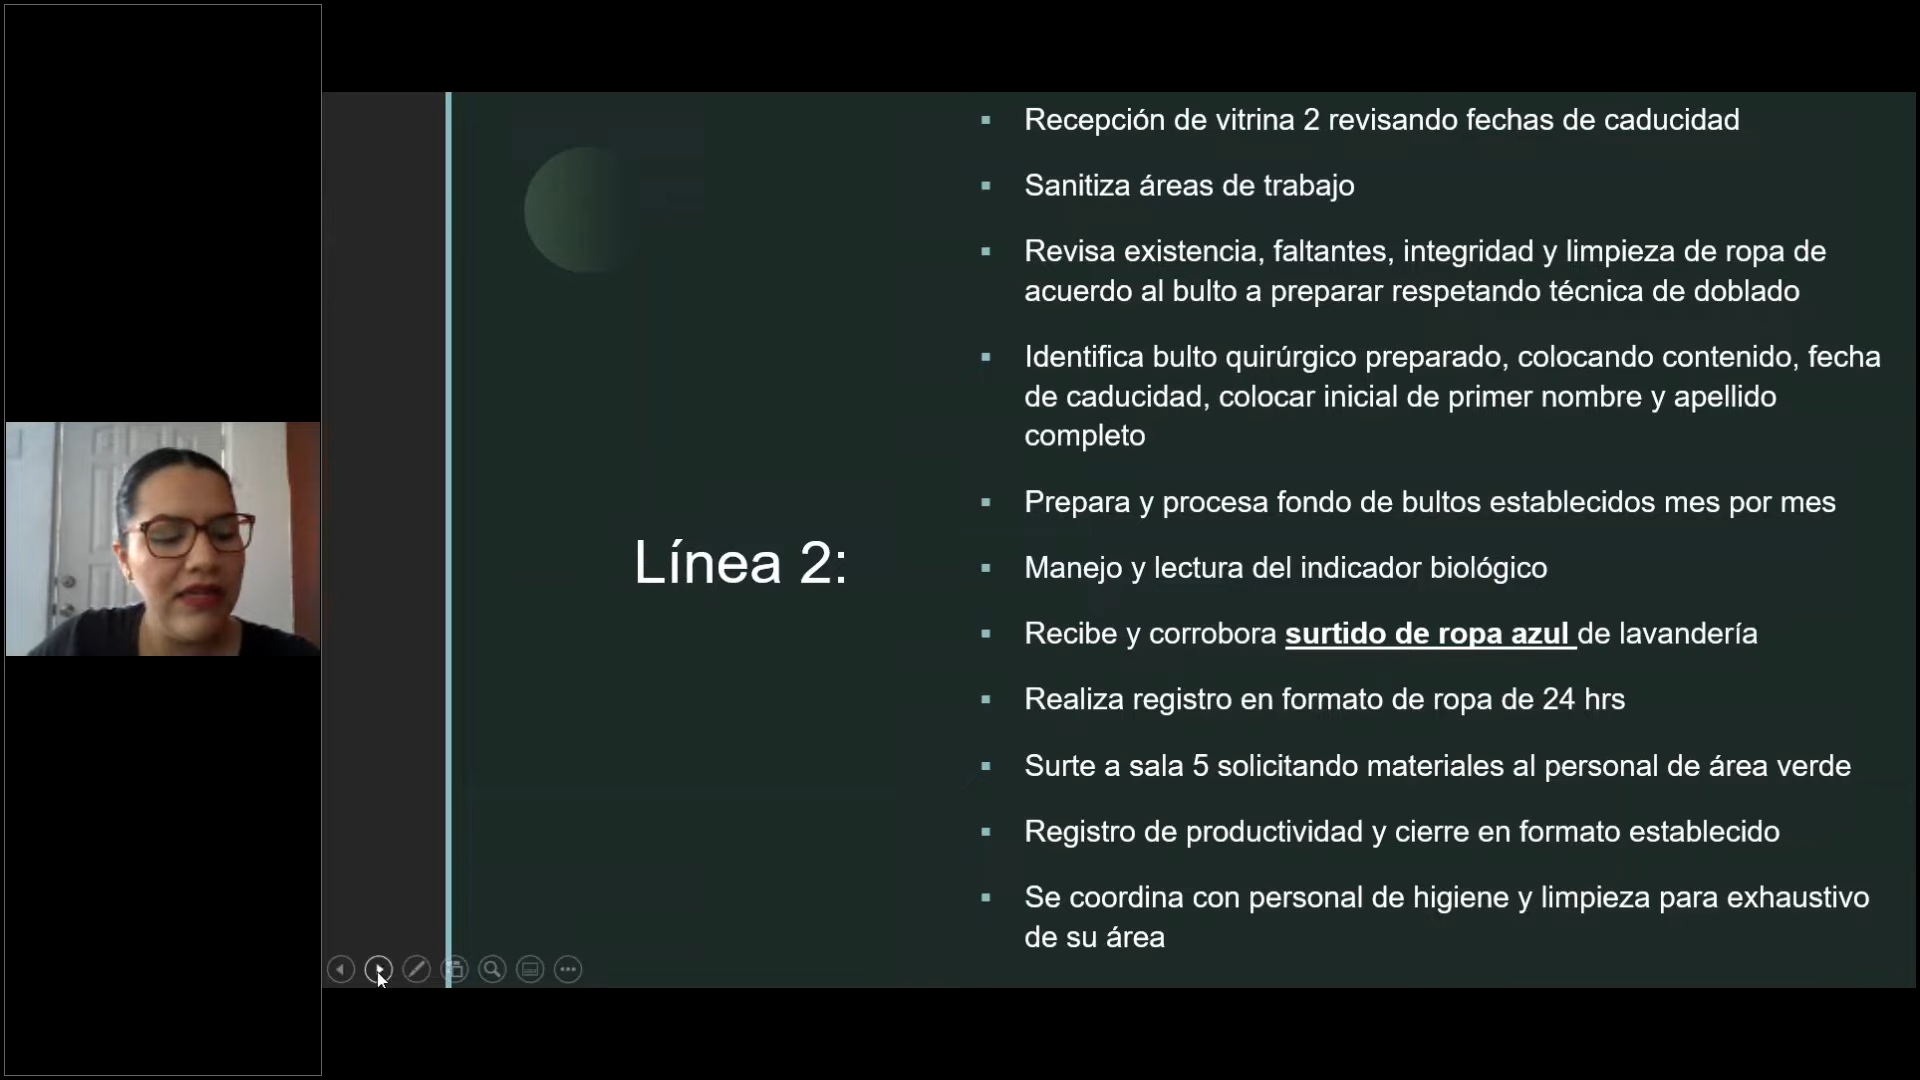 Línea 2:
Recepción de vitrina 2 revisando fechas de caducidad
Sanitiza áreas de trabajo
Revisa existencia, faltantes, integridad y limpieza de ropa de
acuerdo al bulto a preparar respetando técnica de doblado
Identifica bulto quirúrgico preparado, colocando contenido, fecha
de caducidad, colocar inicial de primer nombre y apellido
completo
Prepara y procesa fondo de bultos establecidos mes por mes
Manejo y lectura del indicador biológico
Recibe y corrobora surtido de ropa azul de lavandería
Realiza registro en formato de ropa de 24 hrs
Surte a sala 5 solicitando materiales al personal de área verde
Registro de productividad y cierre en formato establecido
Se coordina con personal de higiene y limpieza para exhaustivo
de su área